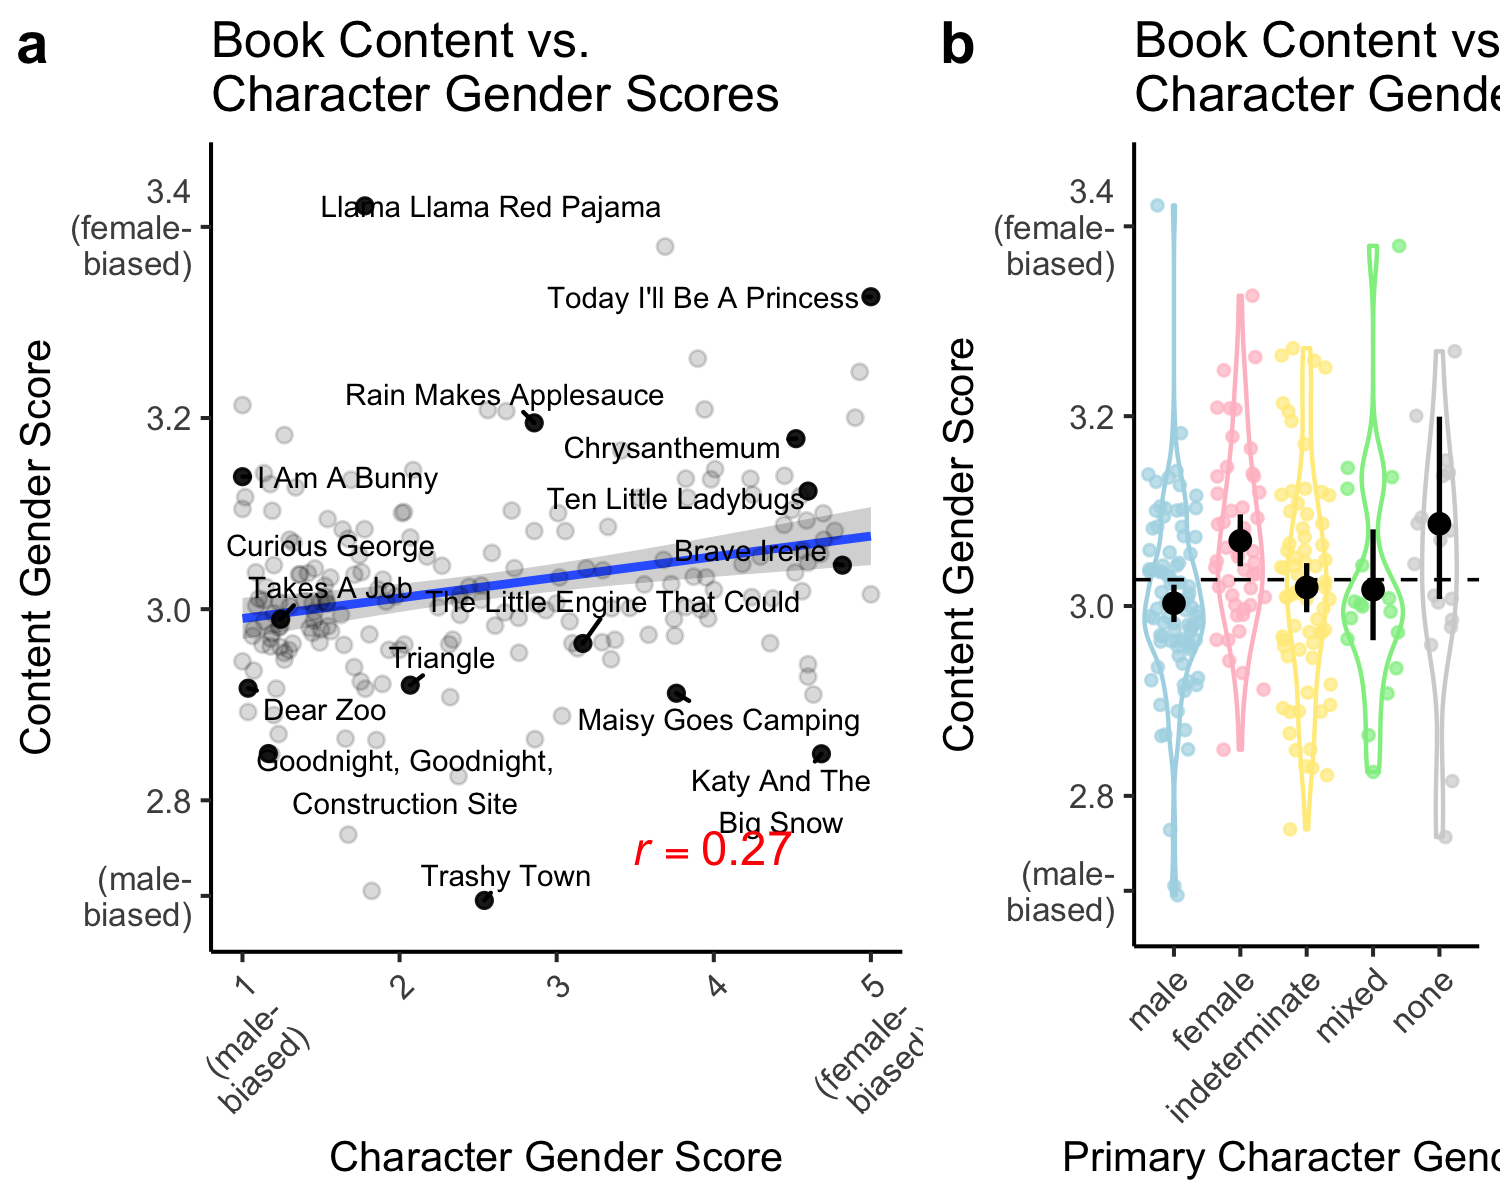 a
Book Content vs.
Character Gender Scores
Content Gender Score
3.4
(female-
biased)
3.2
3.0
2.8
(male-
biased)
Llama Llama Red Pajama
Today I'll Be A Princess
Rain Makes Applesauce
Chrysanthemum
I Am A Bunny
Ten Little Ladybugs
Curious George
Takes A Job
Brave Irene
The Little Engine That Could
Triangle
Dear Zoo
Maisy Goes Camping
Goodnight, Goodnight,
Construction Site
Katy And The
Big Snow
r = 0.27
Trashy Town
1
(male-
biased)
2
3
4
5
(female-
biased)
Character Gender Score
b
Book Content vs
Character Gende
Content Gender Score
3.4
(female-
biased)
3.2
3.0
2.8
(male-
biased)
male
female
indeterminate
mixed
none
Primary Character Gend